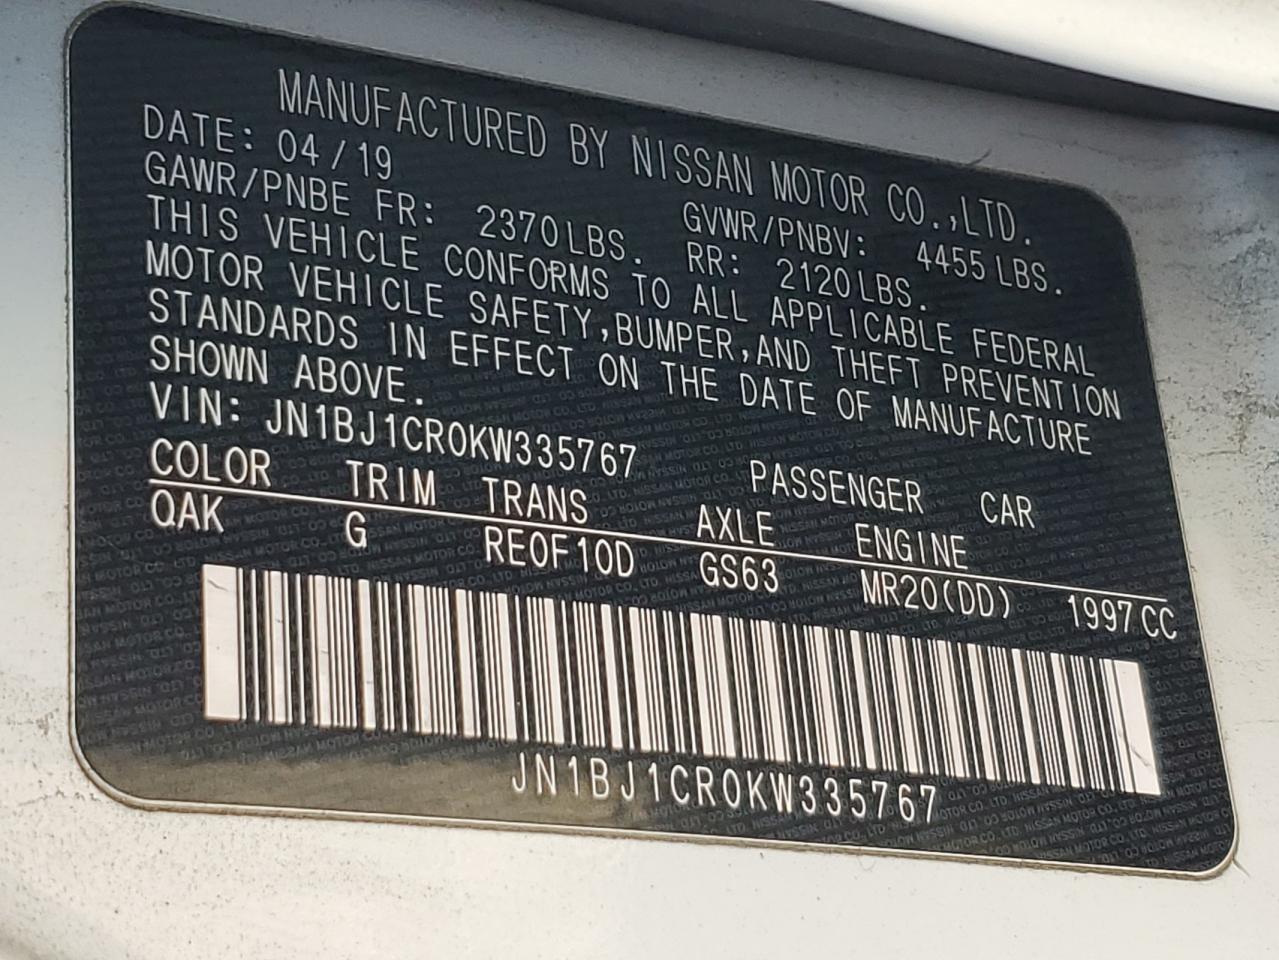 MANUFACTURED BY NISSAN MOTOR CO.,LTD.
DATE: 04/19 GVWR/PNBV: 4455 LBS.
GAWR/PNBE FR: 2370LBS. RR: 2120LBS.
THIS VEHICLE CONFORMS TO ALL APPLICABLE FEDERAL
MOTOR VEHICLE SAFETY,BUMPER,AND THEFT PREVENTION
STANDARDS IN EFFECT ON THE DATE OF MANUFACTURE
SHOWN ABOVE.
VIN: JN1BJ1CR0KW335767 PASSENGER CAR
COLOR TRIM TRANS AXLE ENGINE
QAK G RE0F10D GS63 MR20(DD) 1997CC
JN1BJ1CR0KW335767